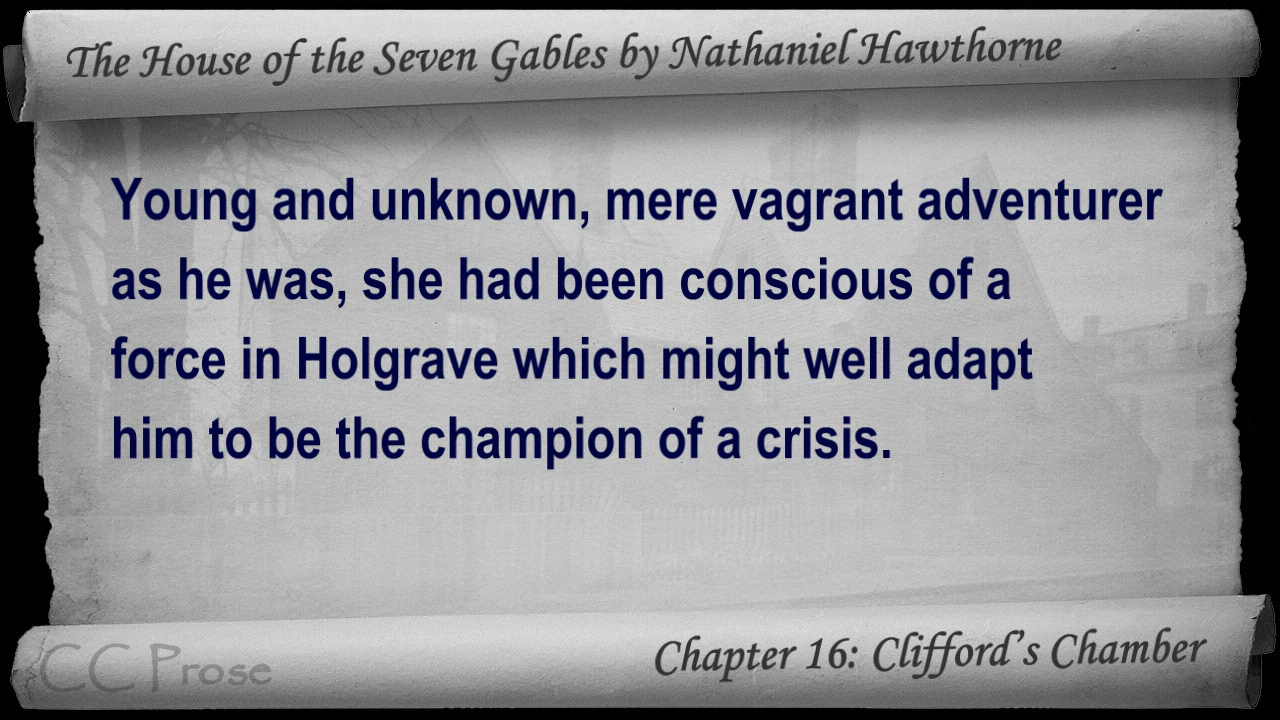 The House of the Seven Gables by Nathaniel Hawthorne
Young and unknown, mere vagrant adventurer
as he was, she had been conscious of a
force in Holgrave which might well adapt
him to be the champion of a crisis.
CC Prose
Chapter 16: Clifford's Chamber